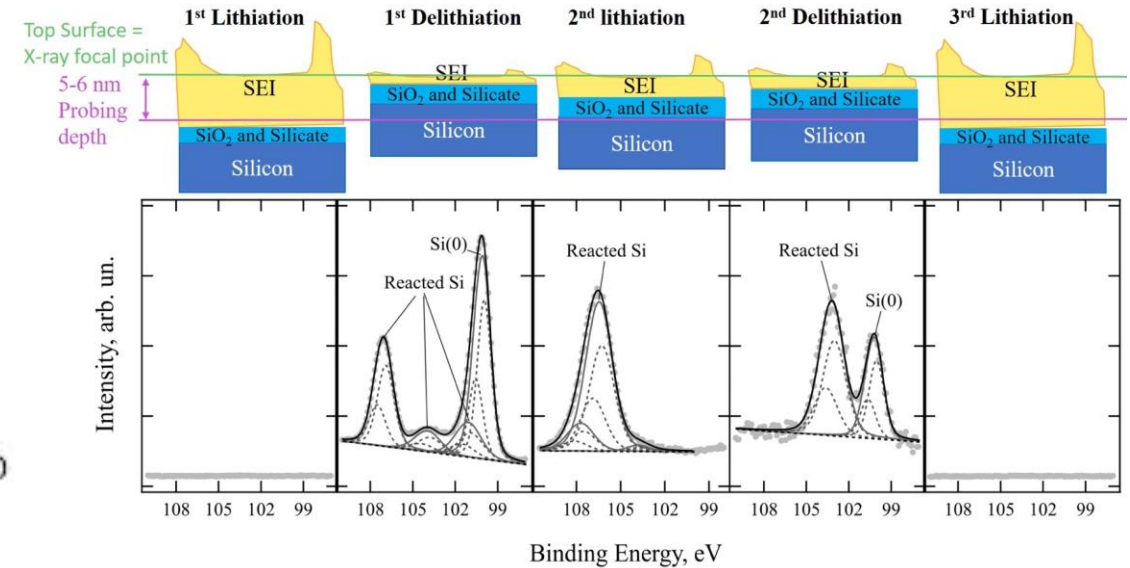 1st Lithiation 1st Delithiation 2nd lithiation 2nd Delithiation 3rd Lithiation
Top Surface =
X-ray focal point
5-6 nm
Probing
depth
SEI SEI SEI SEI SEI
SiO2 and Silicate SiO2 and Silicate SiO2 and Silicate SiO2 and Silicate SiO2 and Silicate
Silicon Silicon Silicon Silicon Silicon
Intensity, arb. un.
Si(0)
Reacted Si
Reacted Si
Reacted Si
Si(0)
108 105 102 99 108 105 102 99 108 105 102 99 108 105 102 99 108 105 102 99
Binding Energy, eV